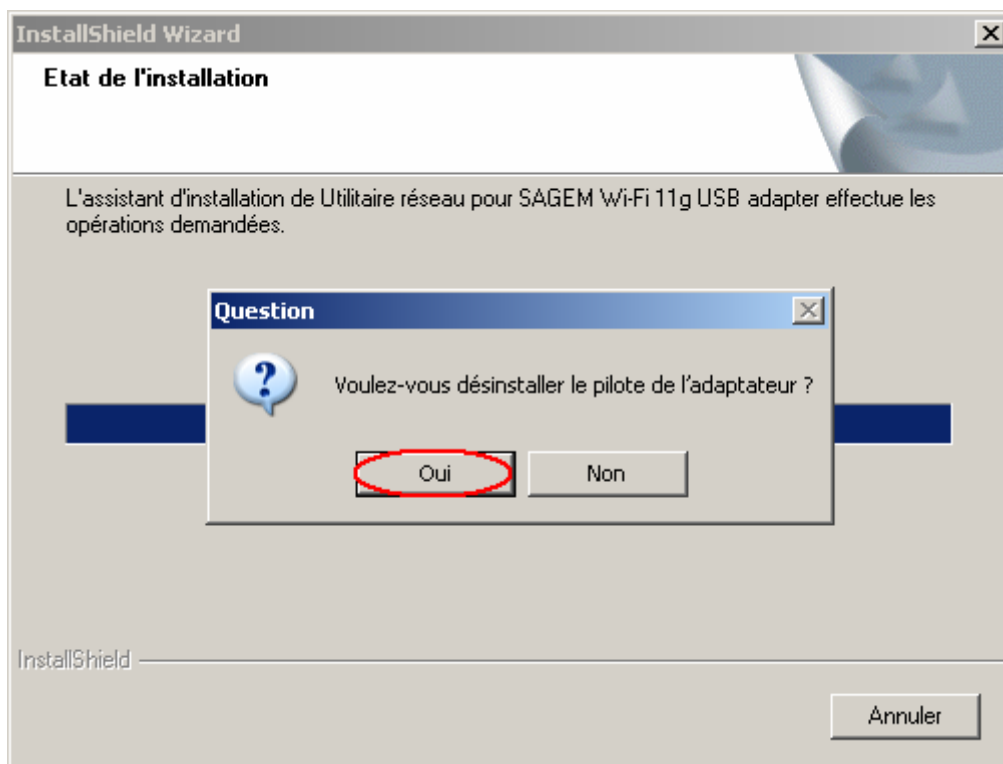 InstallShield Wizard
Etat de l'installation
L'assistant d'installation de Utilitaire réseau pour SAGEM Wi-Fi 11g USB adapter effectue les
opérations demandées.
Question
Voulez-vous désinstaller le pilote de l'adaptateur ?
Oui Non
InstallShield
Annuler